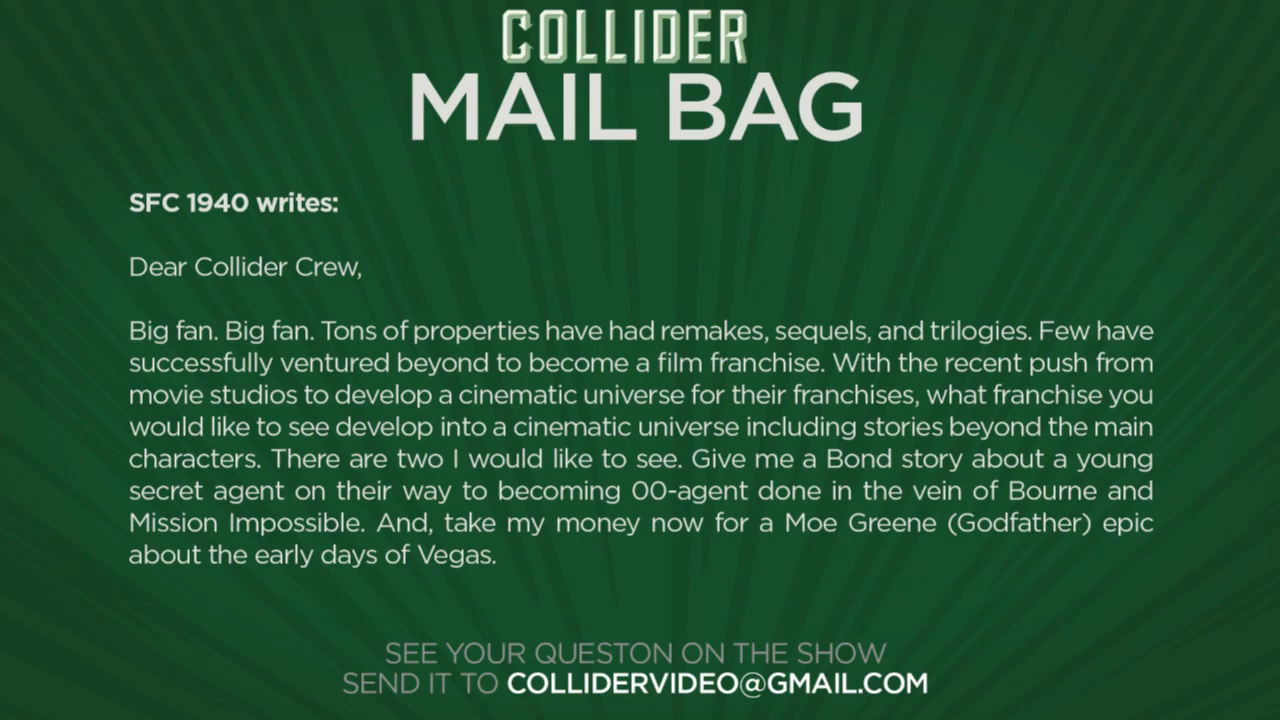 COLLIDER
MAIL BAG
SFC 1940 writes:
Dear Collider Crew,
Big fan. Big fan. Tons of properties have had remakes, sequels, and trilogies. Few have
successfully ventured beyond to become a film franchise. With the recent push from
movie studios to develop a cinematic universe for their franchises, what franchise you
would like to see develop into a cinematic universe including stories beyond the main
characters. There are two I would like to see. Give me a Bond story about a young
secret agent on their way to becoming 00-agent done in the vein of Bourne and
Mission Impossible. And, take my money now for a Moe Greene (Godfather) epic
about the early days of Vegas.
SEE YOUR QUESTON ON THE SHOW
SEND IT TO COLLIDERVIDEO@GMAIL.COM